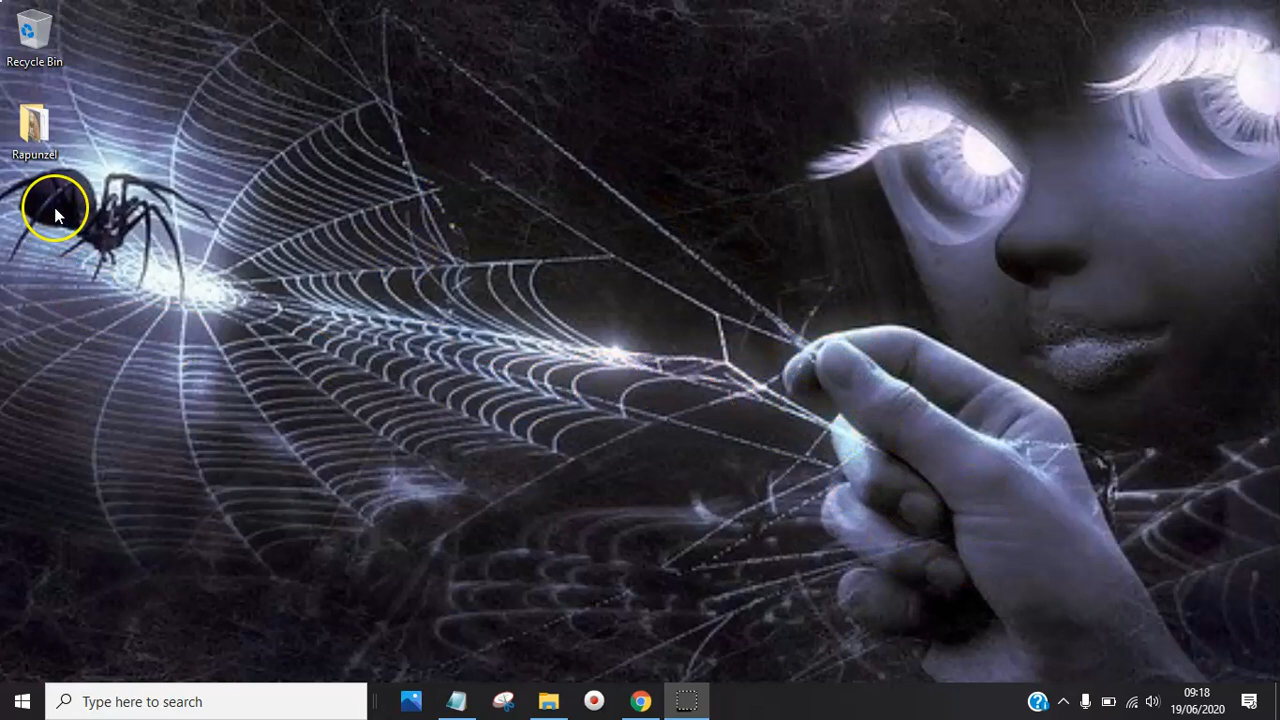 Recycle Bin
Rapunzel
Type here to search
09:18
19/06/2020